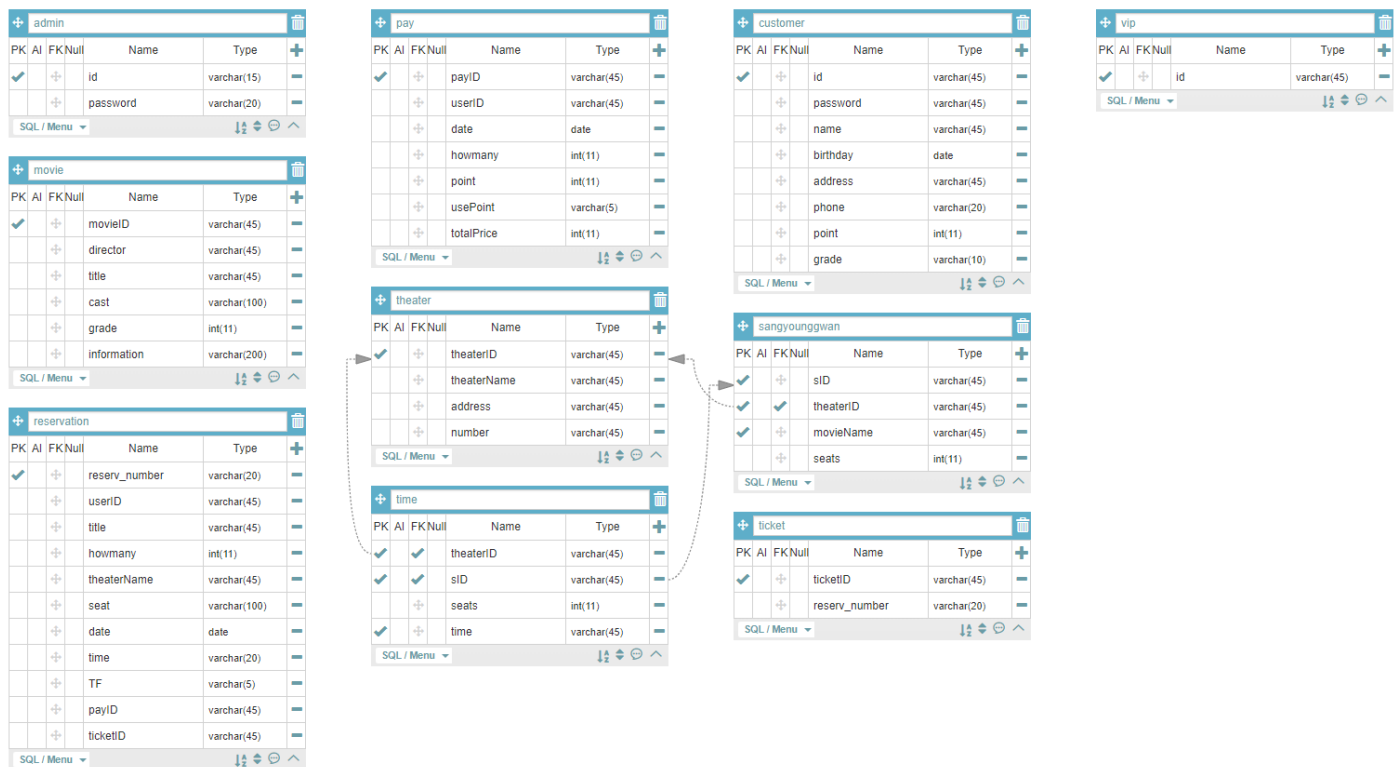 admin
PK AI FK Null Name Type
id varchar(15)
password varchar(20)
SQL / Menu
movie
PK AI FK Null Name Type
movieID varchar(45)
director varchar(45)
title varchar(45)
cast varchar(100)
grade int(11)
information varchar(200)
SQL / Menu
reservation
PK AI FK Null Name Type
reserv_number varchar(20)
userID varchar(45)
title varchar(45)
howmany int(11)
theaterName varchar(45)
seat varchar(100)
date date
time varchar(20)
TF varchar(5)
payID varchar(45)
ticketID varchar(45)
SQL / Menu
pay
PK AI FK Null Name Type
payID varchar(45)
userID varchar(45)
date date
howmany int(11)
point int(11)
usePoint varchar(5)
totalPrice int(11)
SQL / Menu
theater
PK AI FK Null Name Type
theaterID varchar(45)
theaterName varchar(45)
address varchar(45)
number varchar(45)
SQL / Menu
time
PK AI FK Null Name Type
theaterID varchar(45)
sID varchar(45)
seats int(11)
time varchar(45)
SQL / Menu
customer
PK AI FK Null Name Type
id varchar(45)
password varchar(45)
name varchar(45)
birthday date
address varchar(45)
phone varchar(20)
point int(11)
grade varchar(10)
SQL / Menu
sangyounggwan
PK AI FK Null Name Type
sID varchar(45)
theaterID varchar(45)
movieName varchar(45)
seats int(11)
SQL / Menu
ticket
PK AI FK Null Name Type
ticketID varchar(45)
reserv_number varchar(20)
SQL / Menu
vip
PK AI FK Null Name Type
id varchar(45)
SQL / Menu